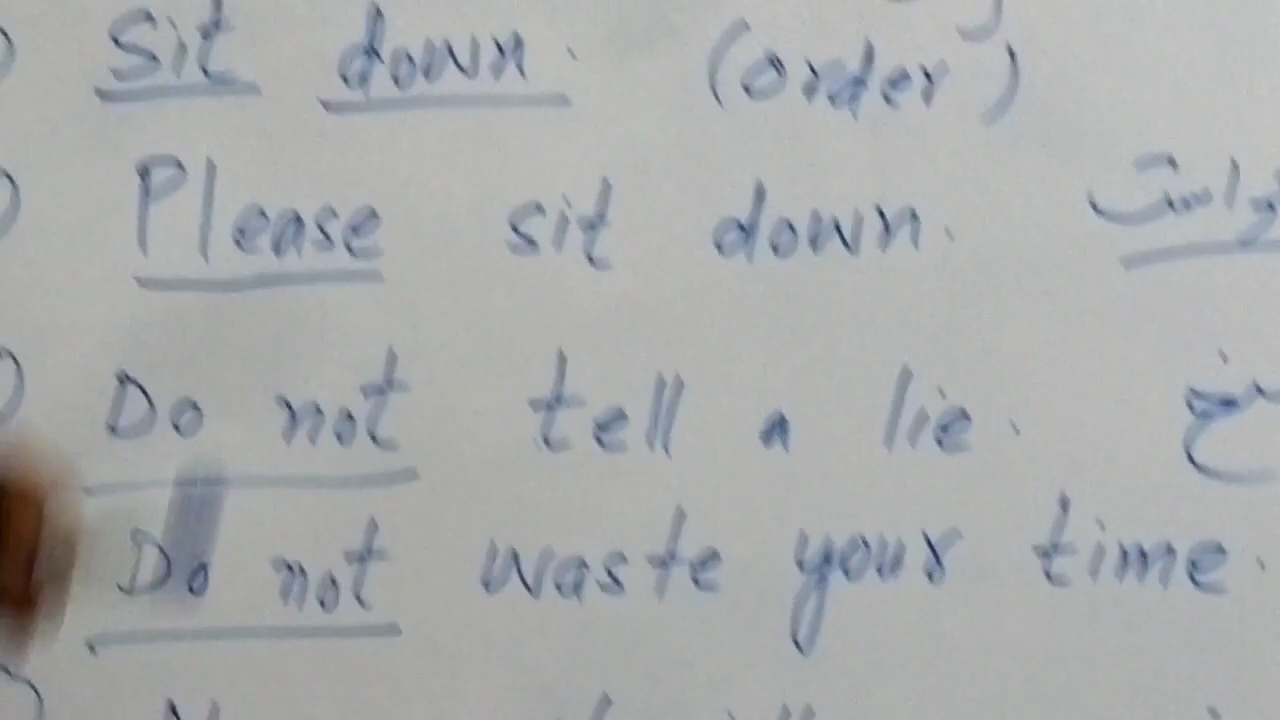 Sit down. (order)
Please sit down.
Do not tell a lie.
Do not waste your time.